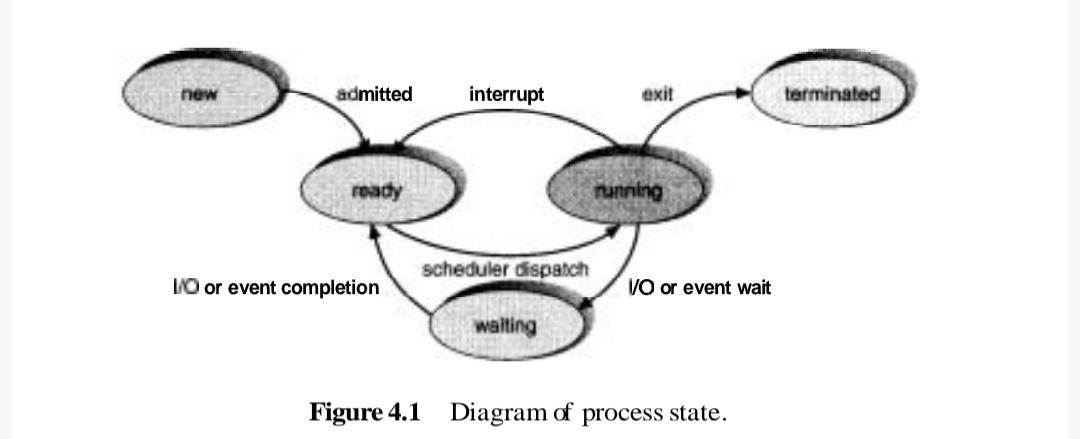 new
admitted
interrupt
exit
terminated
ready
running
scheduler dispatch
I/O or event completion
I/O or event wait
waiting
Figure 4.1 Diagram of process state.